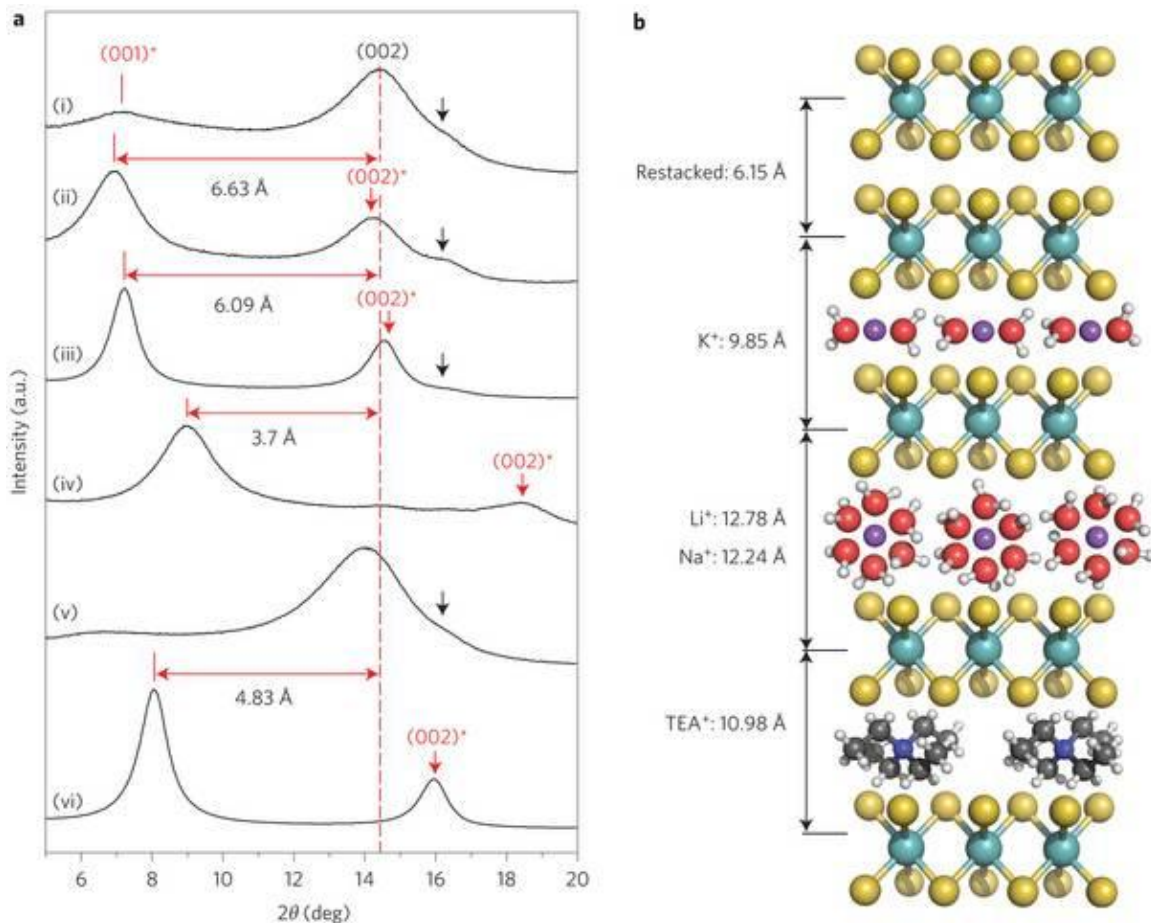 a
(001)*
(002)
(i)
6.63 Å
(002)*
(ii)
6.09 Å
(002)*
(iii)
3.7 Å
(002)*
(iv)
(v)
4.83 Å
(002)*
(vi)
Intensity (a.u.)
6 8 10 12 14 16 18 20
2θ (deg)
b
Restacked: 6.15 Å
K⁺: 9.85 Å
Li⁺: 12.78 Å
Na⁺: 12.24 Å
TEA⁺: 10.98 Å